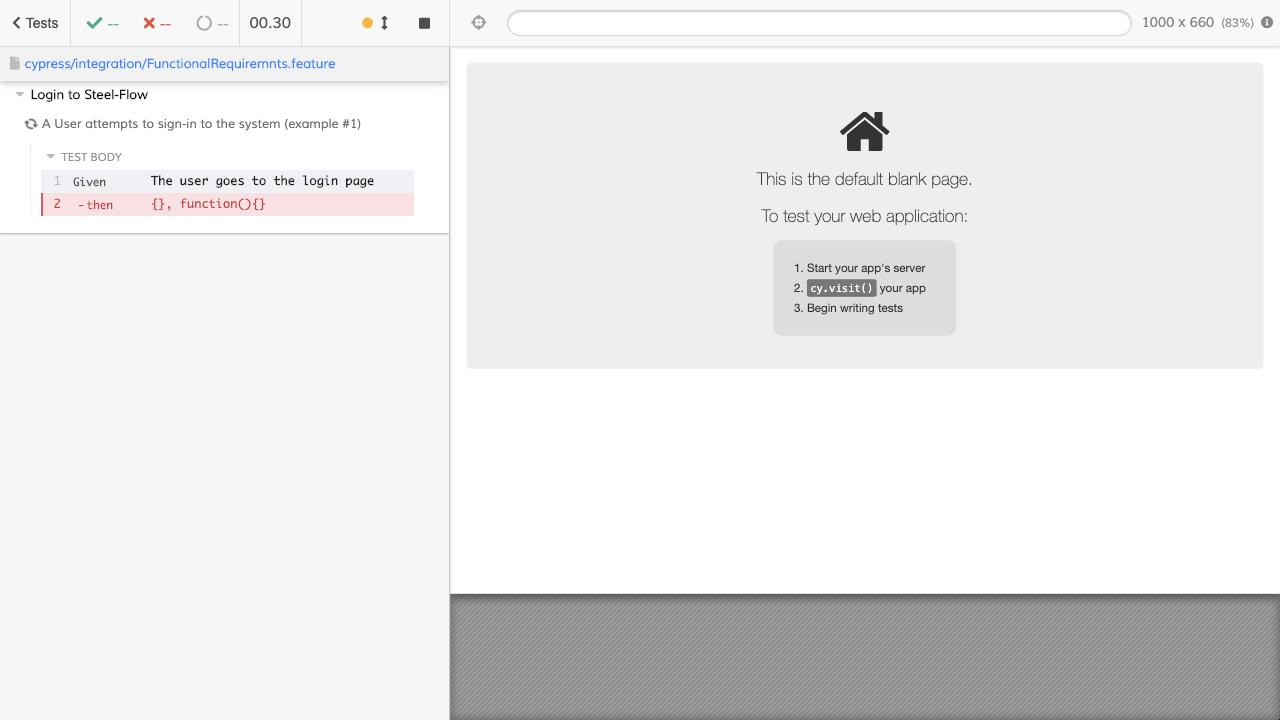 Tests -- -- -- 00.30
cypress/integration/FunctionalRequiremnts.feature
Login to Steel-Flow
A User attempts to sign-in to the system (example #1)
TEST BODY
1 Given The user goes to the login page
2 -then {}, function(){}
1000 x 660 (83%)
This is the default blank page.
To test your web application:
1. Start your app's server
2. cy.visit() your app
3. Begin writing tests